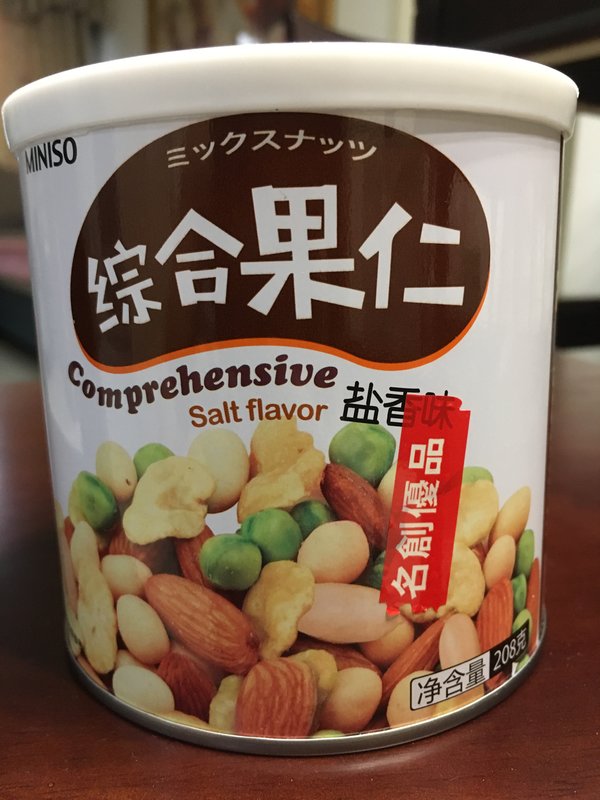 MINISO
ミックスナッツ
综合果仁
Comprehensive
Salt flavor
盐香味
名創優品
净含量 208克